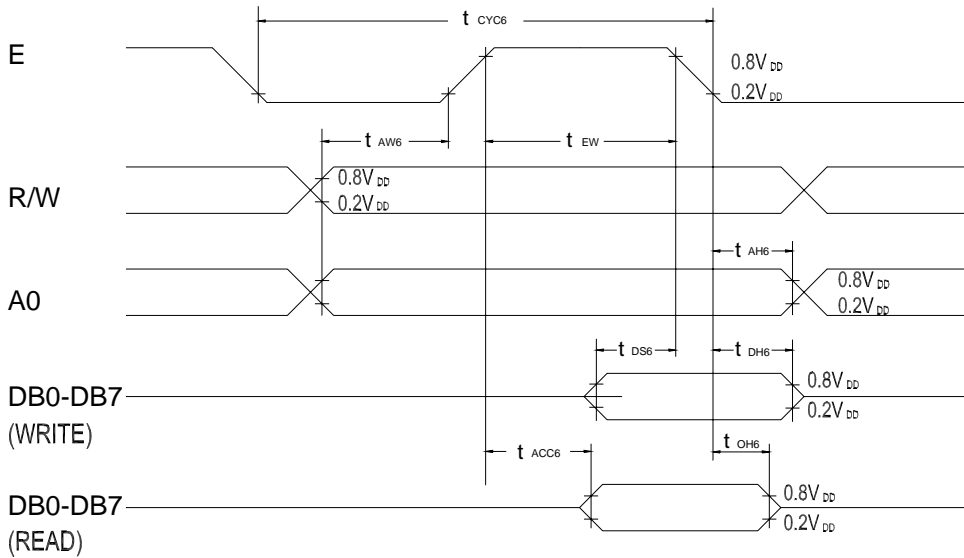 t CYC6
E
0.8V DD
0.2V DD
t AW6
t EW
R/W
0.8V DD
0.2V DD
t AH6
A0
0.8V DD
0.2V DD
t DS6
t DH6
DB0-DB7
(WRITE)
0.8V DD
0.2V DD
t ACC6
t OH6
DB0-DB7
(READ)
0.8V DD
0.2V DD